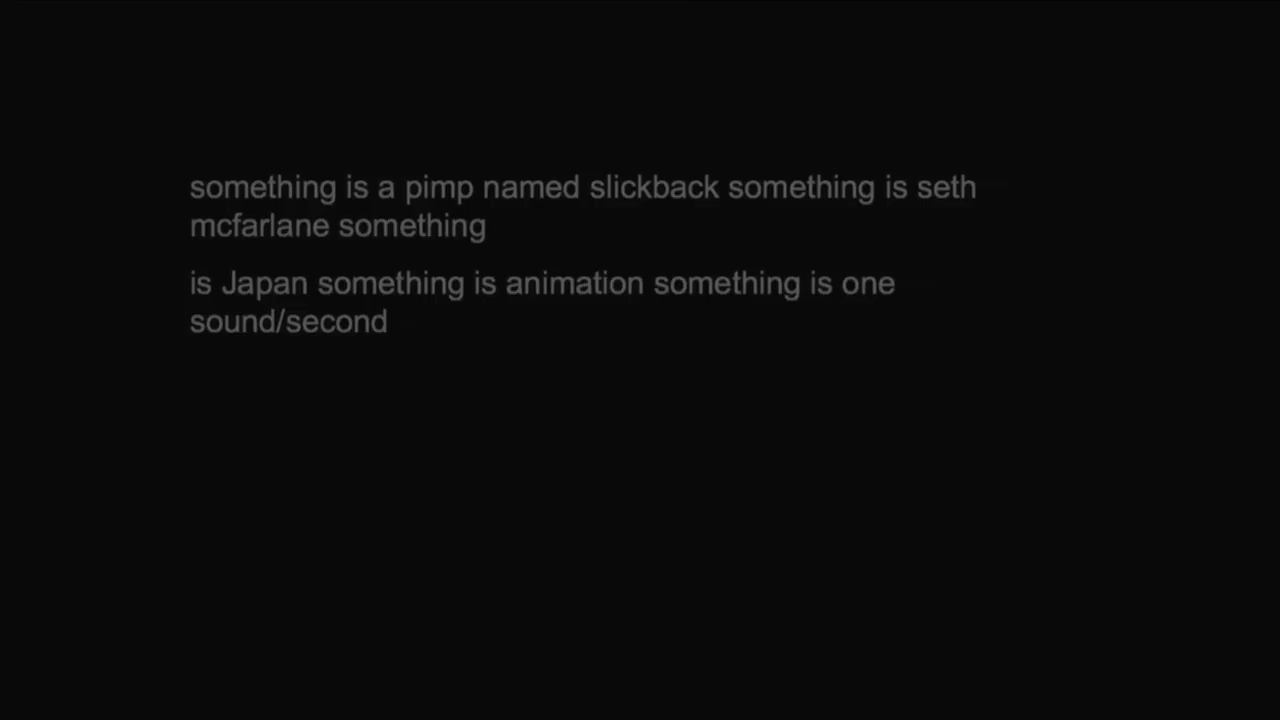 something is a pimp named slickback something is seth
mcfarlane something
is Japan something is animation something is one
sound/second